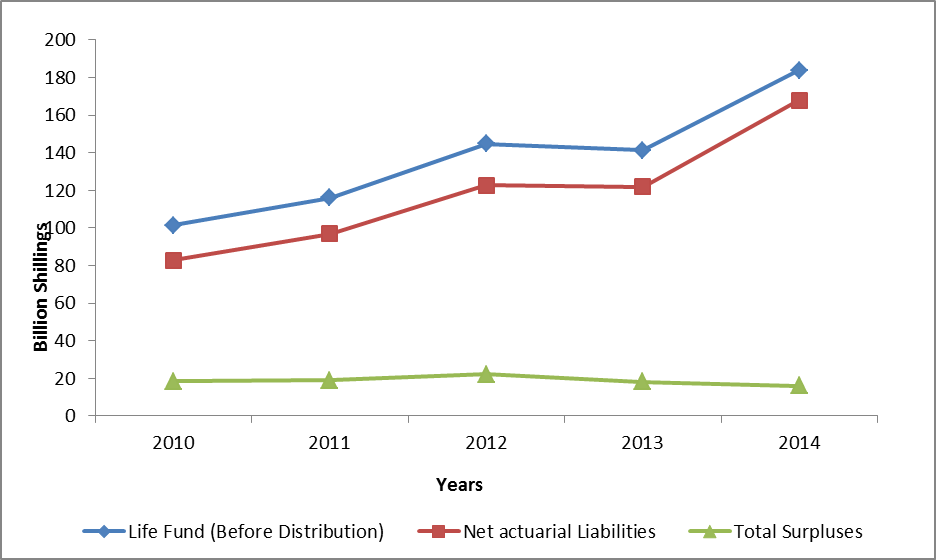 200
180
160
140
120
100
80
60
40
20
0
Billion Shillings
2010 2011 2012 2013 2014
Years
Life Fund (Before Distribution) Net actuarial Liabilities Total Surpluses